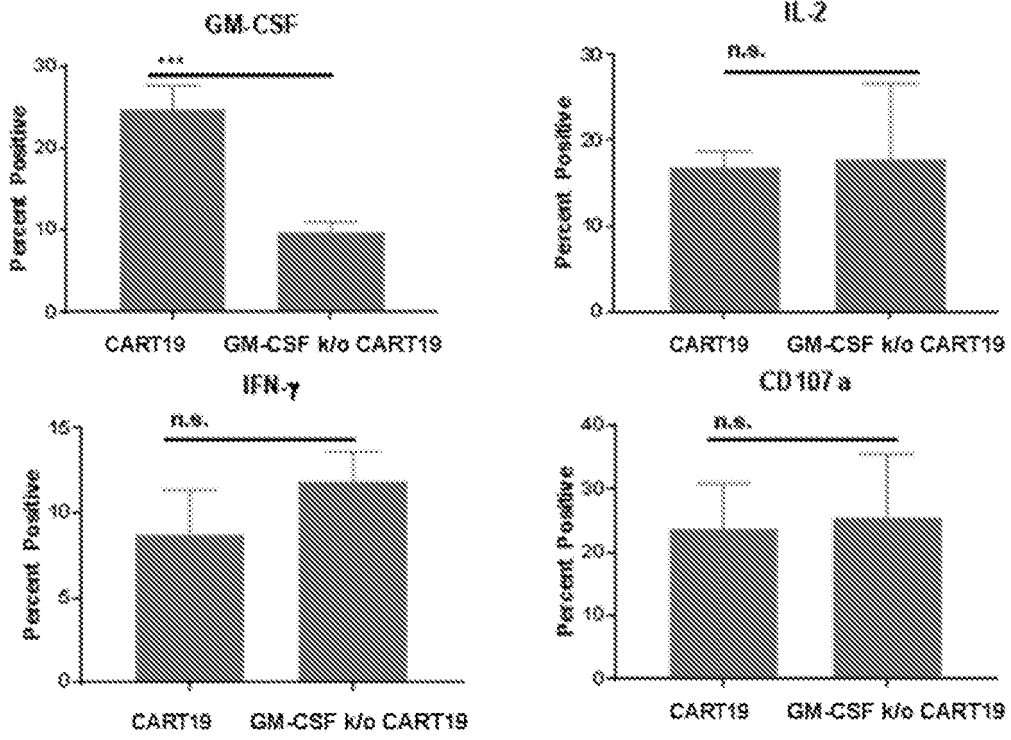 GM-CSF
***
30
20
10
0
Percent Positive
CART19 GM-CSF k/o CART19
IL-2
n.s.
30
20
10
0
Percent Positive
CART19 GM-CSF k/o CART19
IFN-γ
n.s.
15
10
5
0
Percent Positive
CART19 GM-CSF k/o CART19
CD107a
n.s.
40
30
20
10
0
Percent Positive
CART19 GM-CSF k/o CART19